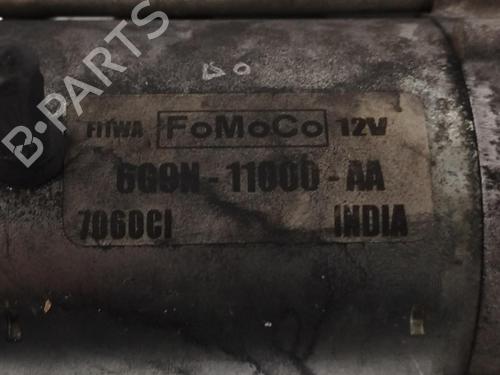 B-PARTS
FITWA FoMoCo 12V
6G9N-11000-AA
7060CI INDIA